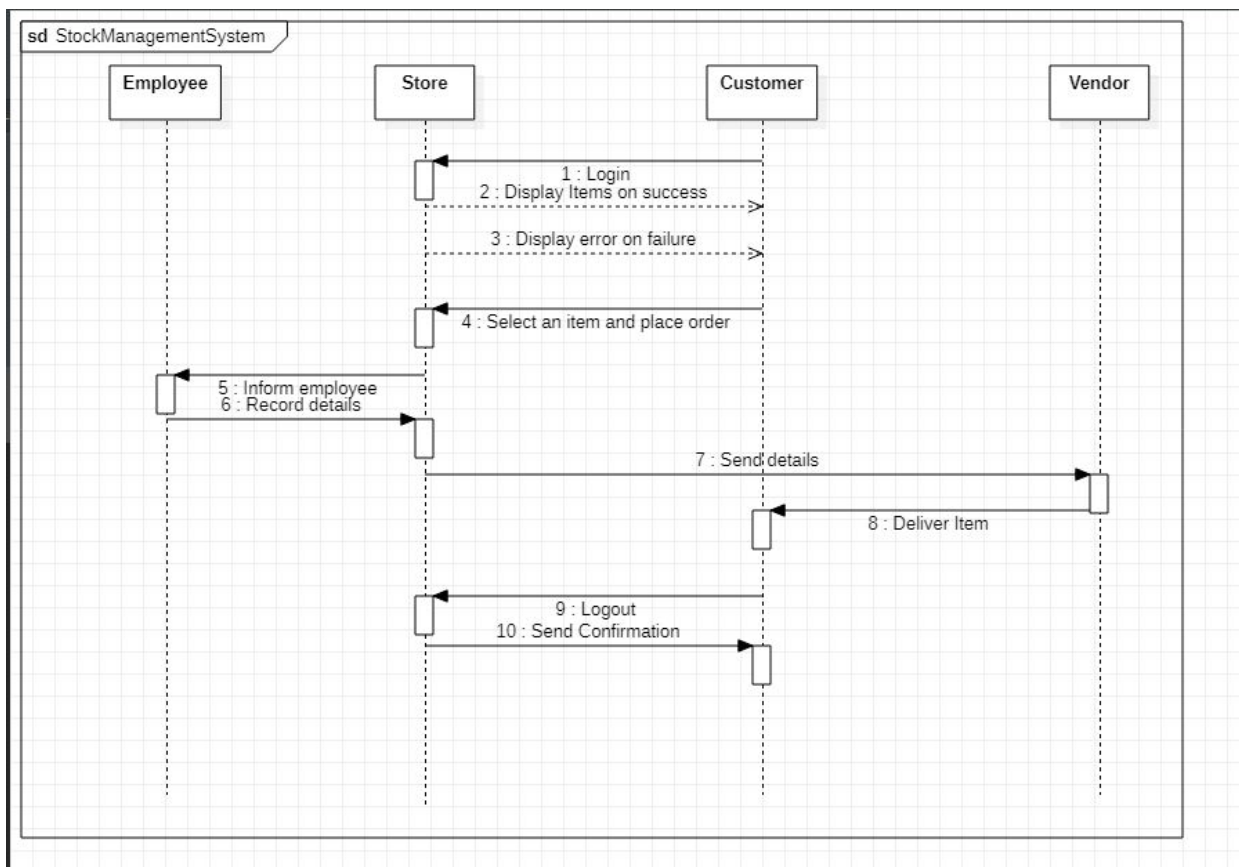 sd StockManagementSystem
Employee
Store
Customer
Vendor
1 : Login
2 : Display Items on success
3 : Display error on failure
4 : Select an item and place order
5 : Inform employee
6 : Record details
7 : Send details
8 : Deliver Item
9 : Logout
10 : Send Confirmation